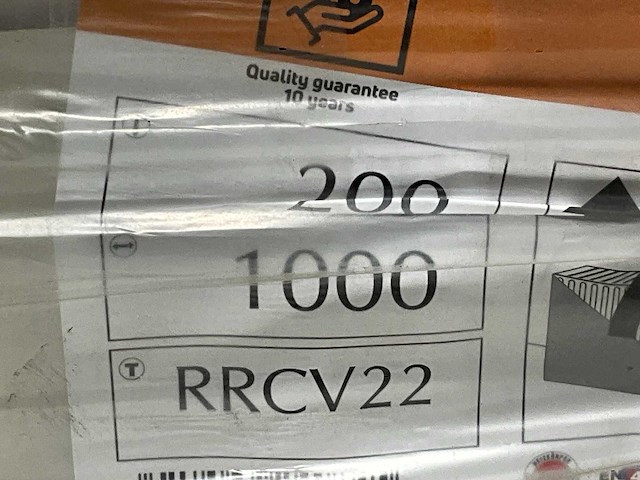 Quality guarantee
10 years
200
1000
T
RRCV22